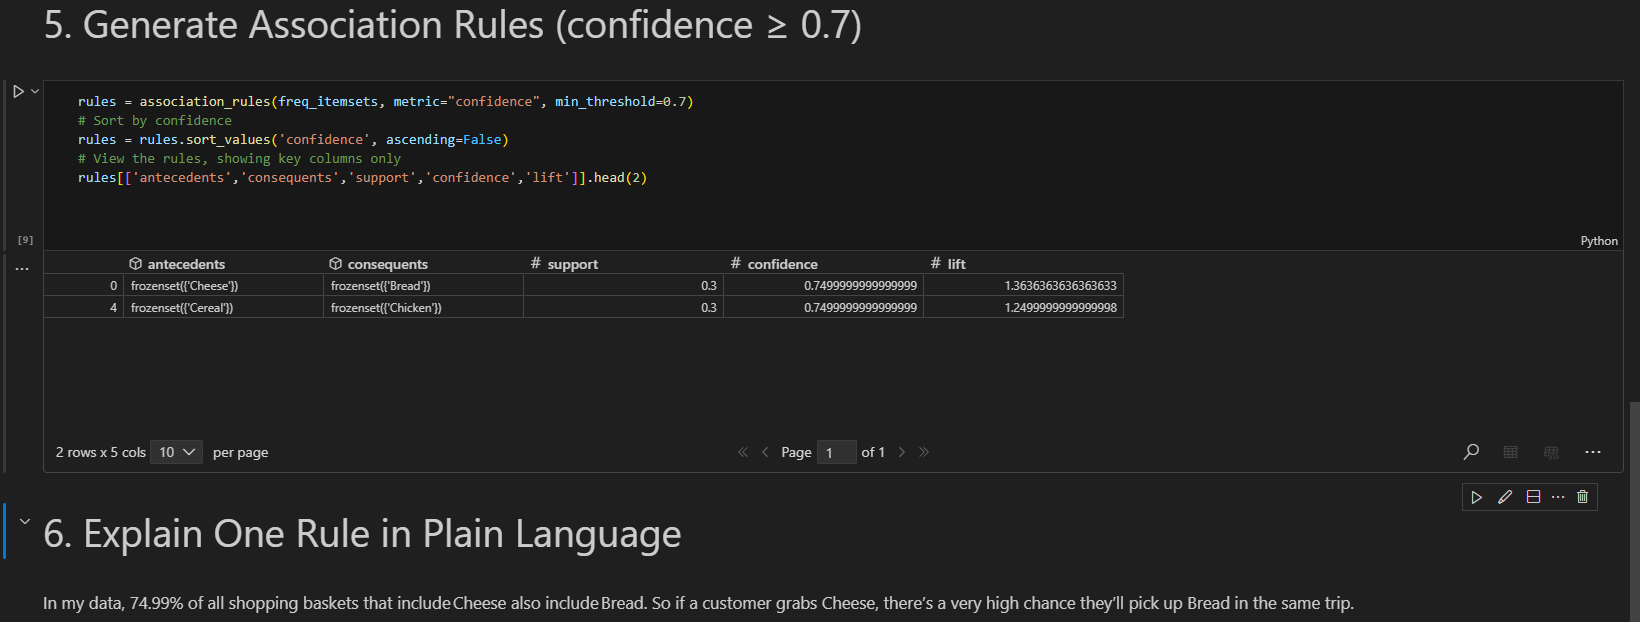 5. Generate Association Rules (confidence ≥ 0.7)
rules = association_rules(freq_itemsets, metric="confidence", min_threshold=0.7)
# Sort by confidence
rules = rules.sort_values('confidence', ascending=False)
# View the rules, showing key columns only
rules[['antecedents','consequents','support','confidence','lift']].head(2)
[9]
Python
antecedents consequents # support # confidence # lift
0 frozenset({'Cheese'}) frozenset({'Bread'}) 0.3 0.7499999999999999 1.3636363636363633
4 frozenset({'Cereal'}) frozenset({'Chicken'}) 0.3 0.7499999999999999 1.2499999999999998
2 rows x 5 cols 10 per page Page 1 of 1
6. Explain One Rule in Plain Language
In my data, 74.99% of all shopping baskets that include Cheese also include Bread. So if a customer grabs Cheese, there's a very high chance they'll pick up Bread in the same trip.